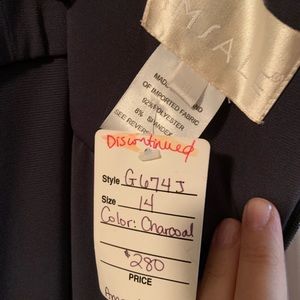 AMSA
MADE
OF IMPORTED FABRIC
92% POLYESTER
8% SPANDEX
SEE REVERSE
Discontinued
Style G674J
Size 14
Color: Charcoal
$280
PRICE